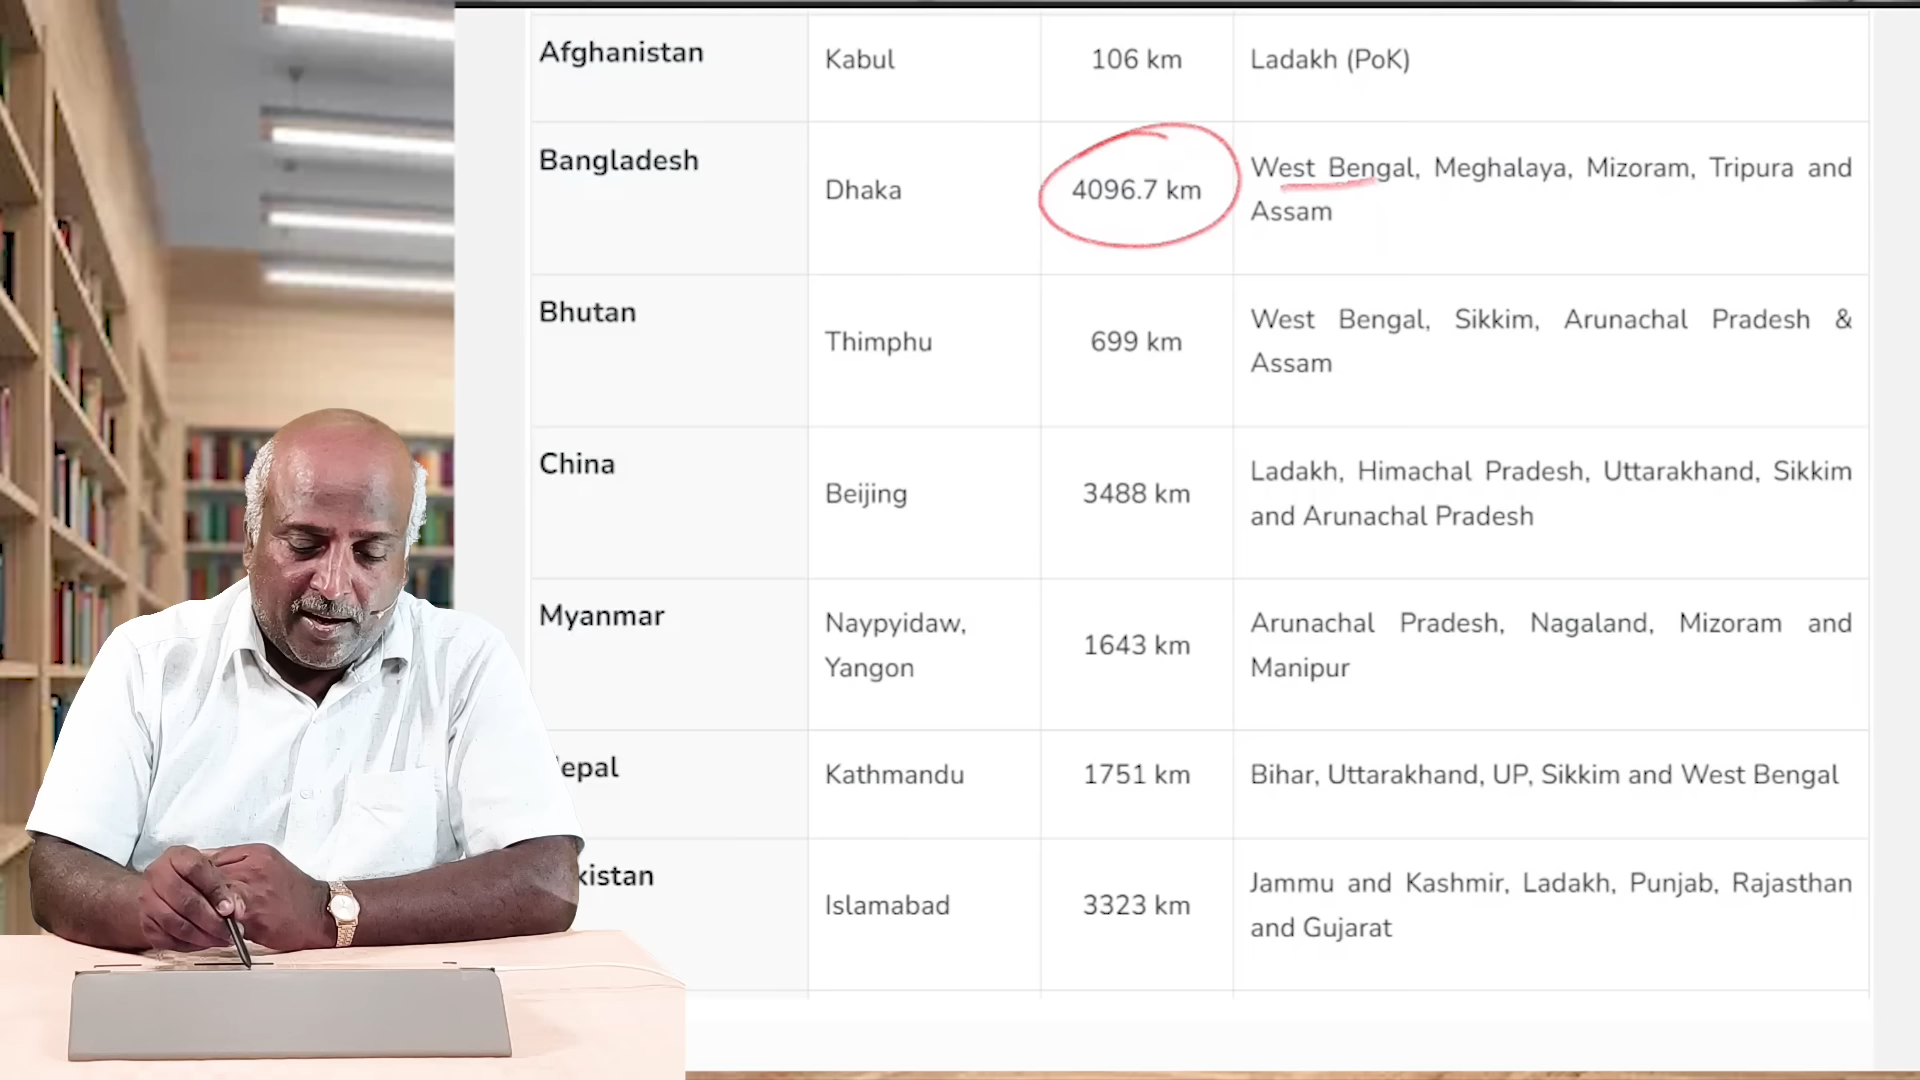 Afghanistan Kabul 106 km Ladakh (PoK)
Bangladesh Dhaka 4096.7 km West Bengal, Meghalaya, Mizoram, Tripura and
Assam
Bhutan Thimphu 699 km West Bengal, Sikkim, Arunachal Pradesh &
Assam
China Beijing 3488 km Ladakh, Himachal Pradesh, Uttarakhand, Sikkim
and Arunachal Pradesh
Myanmar Naypyidaw, Yangon 1643 km Arunachal Pradesh, Nagaland, Mizoram and
Manipur
epal Kathmandu 1751 km Bihar, Uttarakhand, UP, Sikkim and West Bengal
kistan Islamabad 3323 km Jammu and Kashmir, Ladakh, Punjab, Rajasthan
and Gujarat